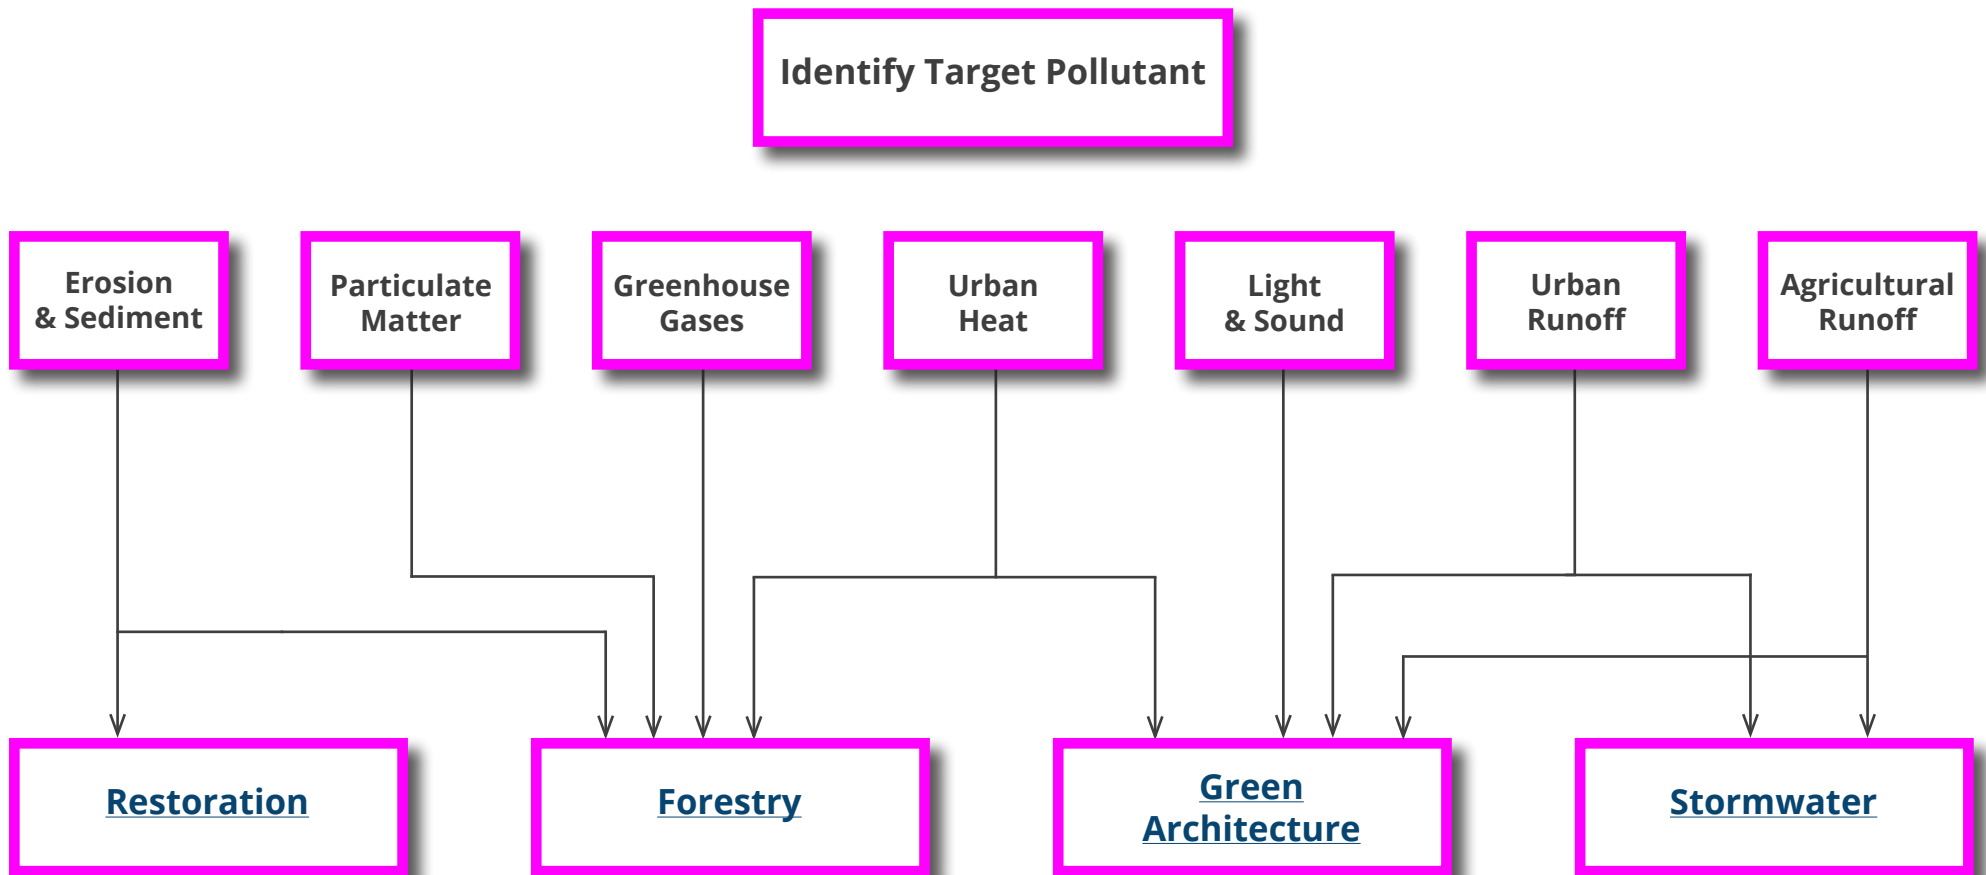 Identify Target Pollutant
Erosion
& Sediment
Particulate
Matter
Greenhouse
Gases
Urban
Heat
Light
& Sound
Urban
Runoff
Agricultural
Runoff
Restoration
Forestry
Green
Architecture
Stormwater